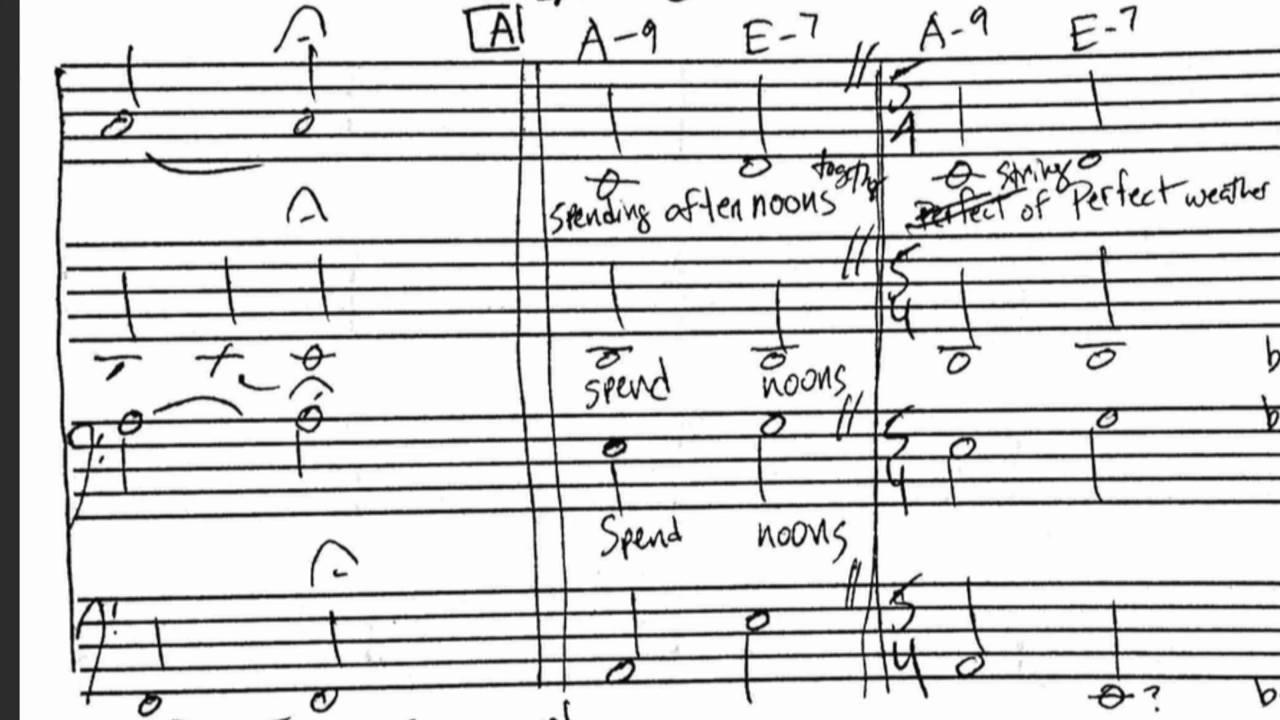 A A-9 E-7 A-9 E-7
5
4
together
string
spending afternoons Perfect of Perfect weather
5
4
spend noons b
5
4
b
Spend noons
5
4
? b